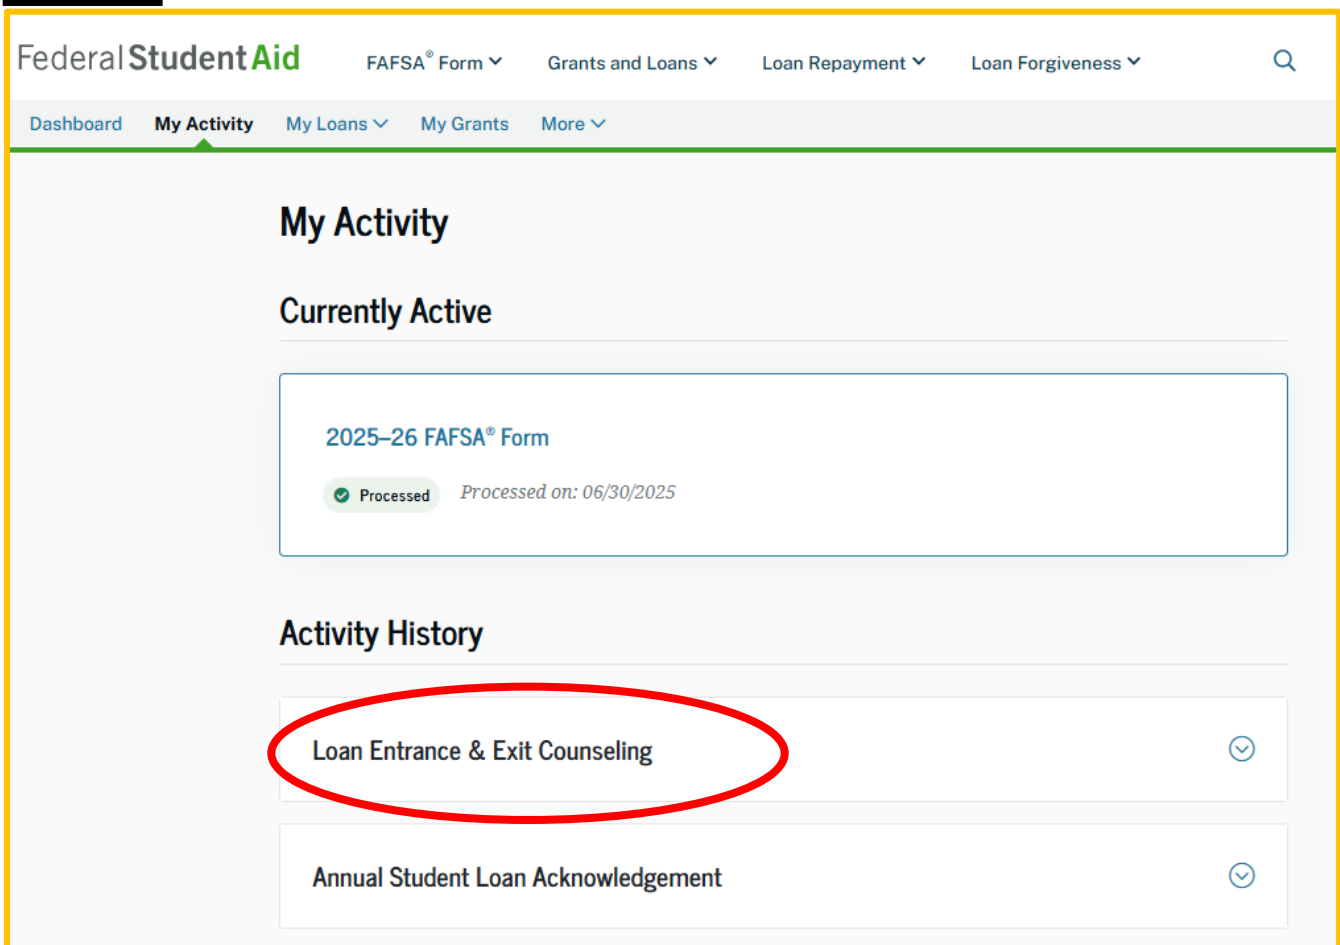 Federal Student Aid FAFSA® Form Grants and Loans Loan Repayment Loan Forgiveness
Dashboard My Activity My Loans My Grants More
My Activity
Currently Active
2025–26 FAFSA® Form
Processed Processed on: 06/30/2025
Activity History
Loan Entrance & Exit Counseling
Annual Student Loan Acknowledgement